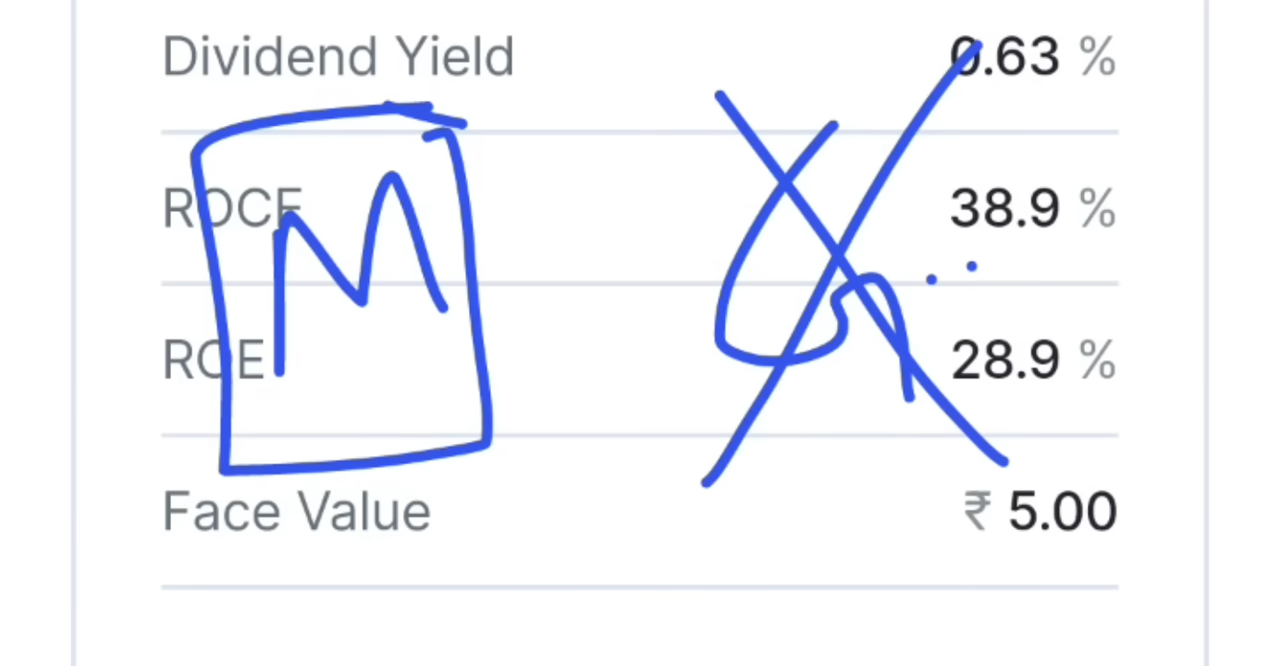 Dividend Yield 0.63 %
ROCE 38.9 %
M
ROE 28.9 %
Face Value ₹ 5.00